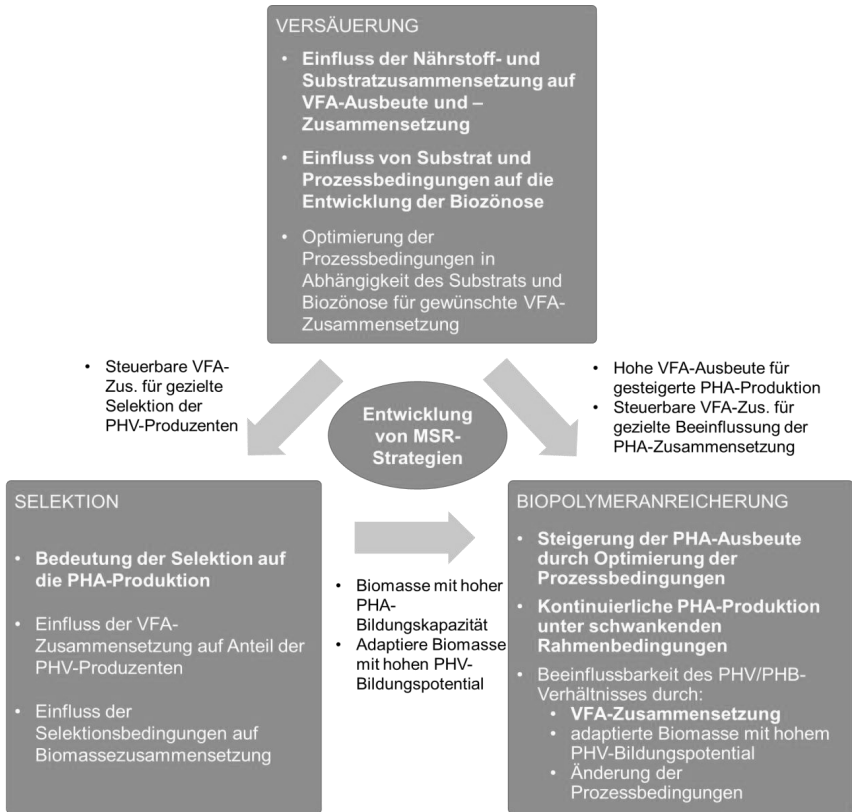 VERSÄUERUNG
• Einfluss der Nährstoff- und
Substratzusammensetzung auf
VFA-Ausbeute und –
Zusammensetzung
• Einfluss von Substrat und
Prozessbedingungen auf die
Entwicklung der Biozönose
• Optimierung der
Prozessbedingungen in
Abhängigkeit des Substrats und
Biozönose für gewünschte VFA-
Zusammensetzung
• Steuerbare VFA-
Zus. für gezielte
Selektion der
PHV-Produzenten
• Hohe VFA-Ausbeute für
gesteigerte PHA-Produktion
• Steuerbare VFA-Zus. für
gezielte Beeinflussung der
PHA-Zusammensetzung
Entwicklung
von MSR-
Strategien
SELEKTION
• Bedeutung der Selektion auf
die PHA-Produktion
• Einfluss der VFA-
Zusammensetzung auf Anteil der
PHV-Produzenten
• Einfluss der
Selektionsbedingungen auf
Biomassezusammensetzung
• Biomasse mit hoher
PHA-
Bildungskapazität
• Adaptiere Biomasse
mit hohen PHV-
Bildungspotential
BIOPOLYMERANREICHERUNG
• Steigerung der PHA-Ausbeute
durch Optimierung der
Prozessbedingungen
• Kontinuierliche PHA-Produktion
unter schwankenden
Rahmenbedingungen
• Beeinflussbarkeit des PHV/PHB-
Verhältnisses durch:
• VFA-Zusammensetzung
• adaptierte Biomasse mit hohem
PHV-Bildungspotential
• Änderung der
Prozessbedingungen